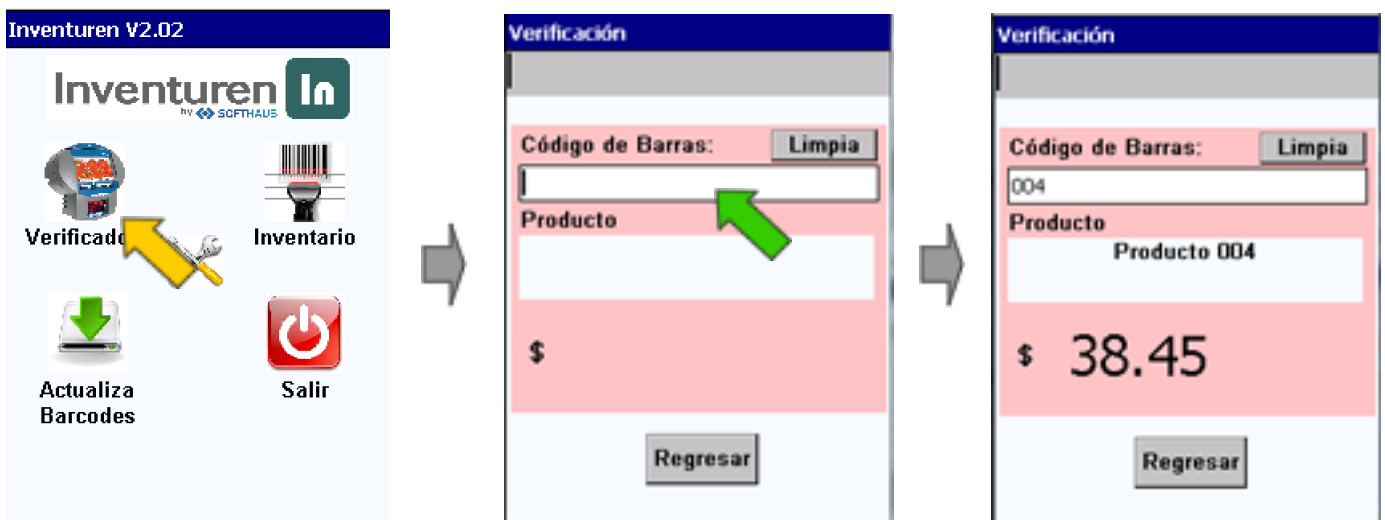 Inventuren V2.02
Inventuren In
by SOFTHAUS
Verificado
Inventario
Actualiza
Barcodes
Salir
Verificación
Código de Barras:
Limpia
Producto
$
Regresar
Verificación
Código de Barras:
Limpia
004
Producto
Producto 004
$ 38.45
Regresar